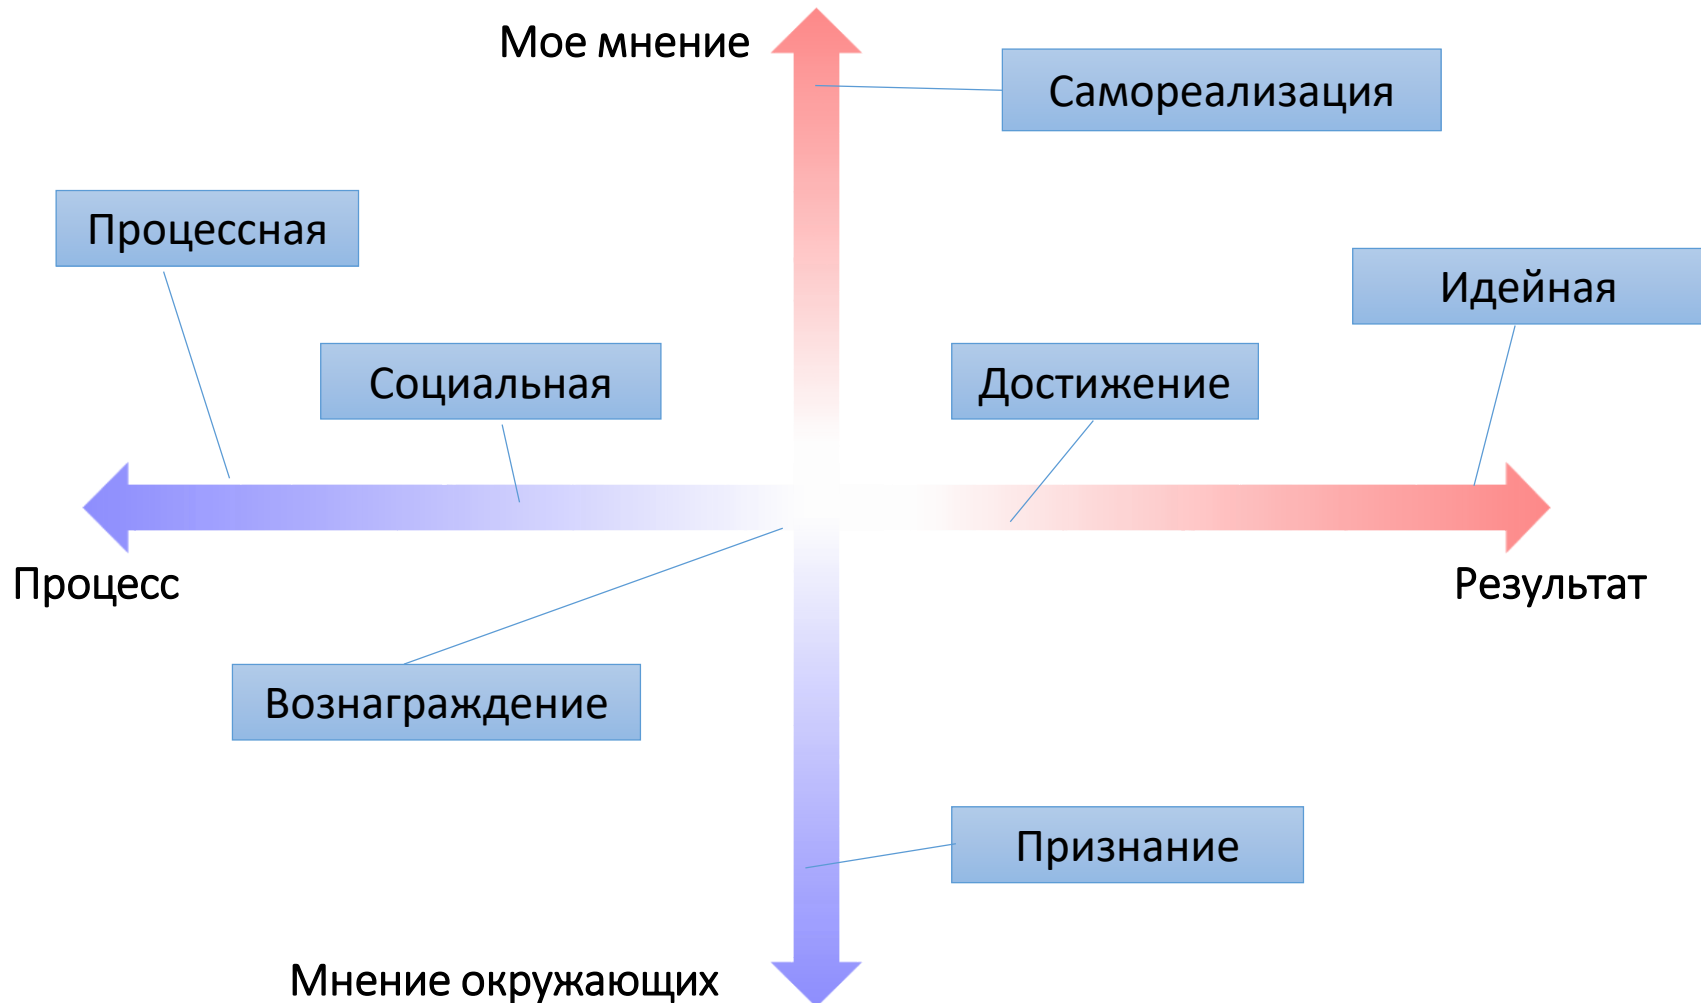 Мое мнение
Самореализация
Процессная
Идейная
Социальная
Достижение
Процесс
Результат
Вознаграждение
Признание
Мнение окружающих